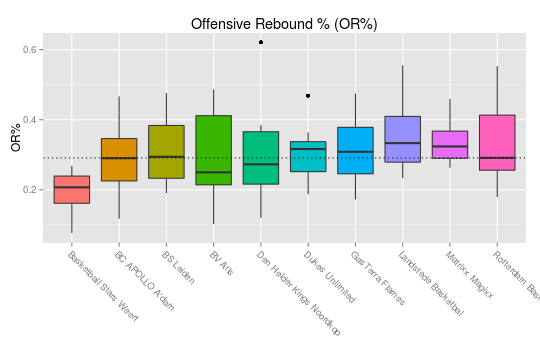 Offensive Rebound % (OR%)
OR%
0.6
0.4
0.2
Basketball Stars Weert
BC APOLLO A'dam
BS Leiden
BV Aris
Den Helder Kings Noordkop
Dukes Unlimited
GasTerra Flames
Landstede Basketbal
Matrixx Magixx
Rotterdam Bas